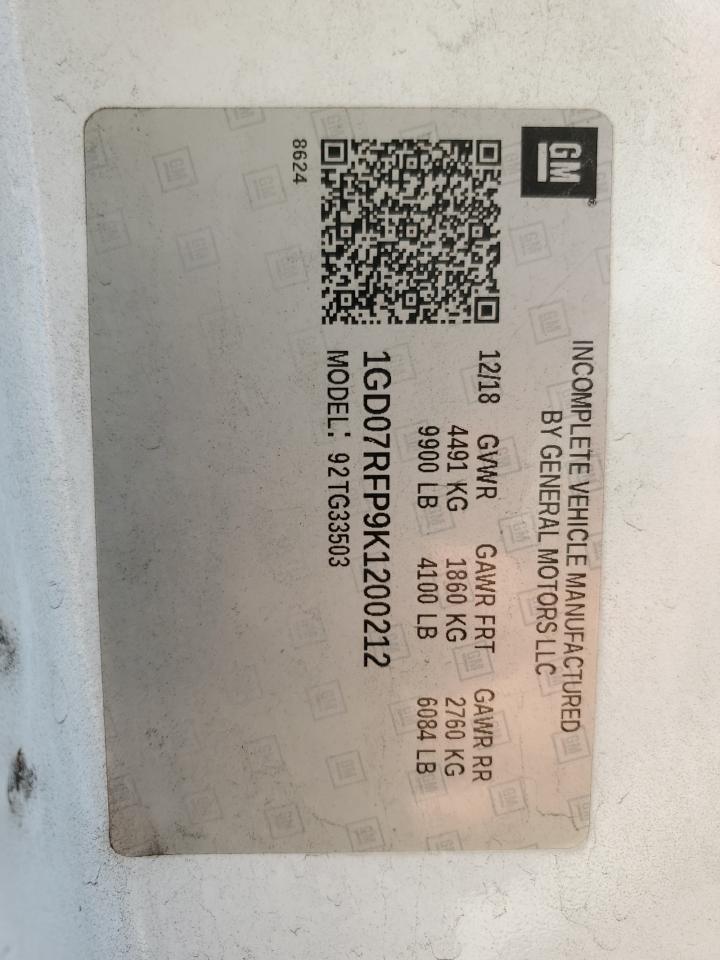 GM
INCOMPLETE VEHICLE MANUFACTURED
BY GENERAL MOTORS LLC
12/18 GVWR GAWR FRT GAWR RR
4491 KG 1860 KG 2760 KG
9900 LB 4100 LB 6084 LB
1GD07RFP9K1200212
MODEL: 92TG33503
8624